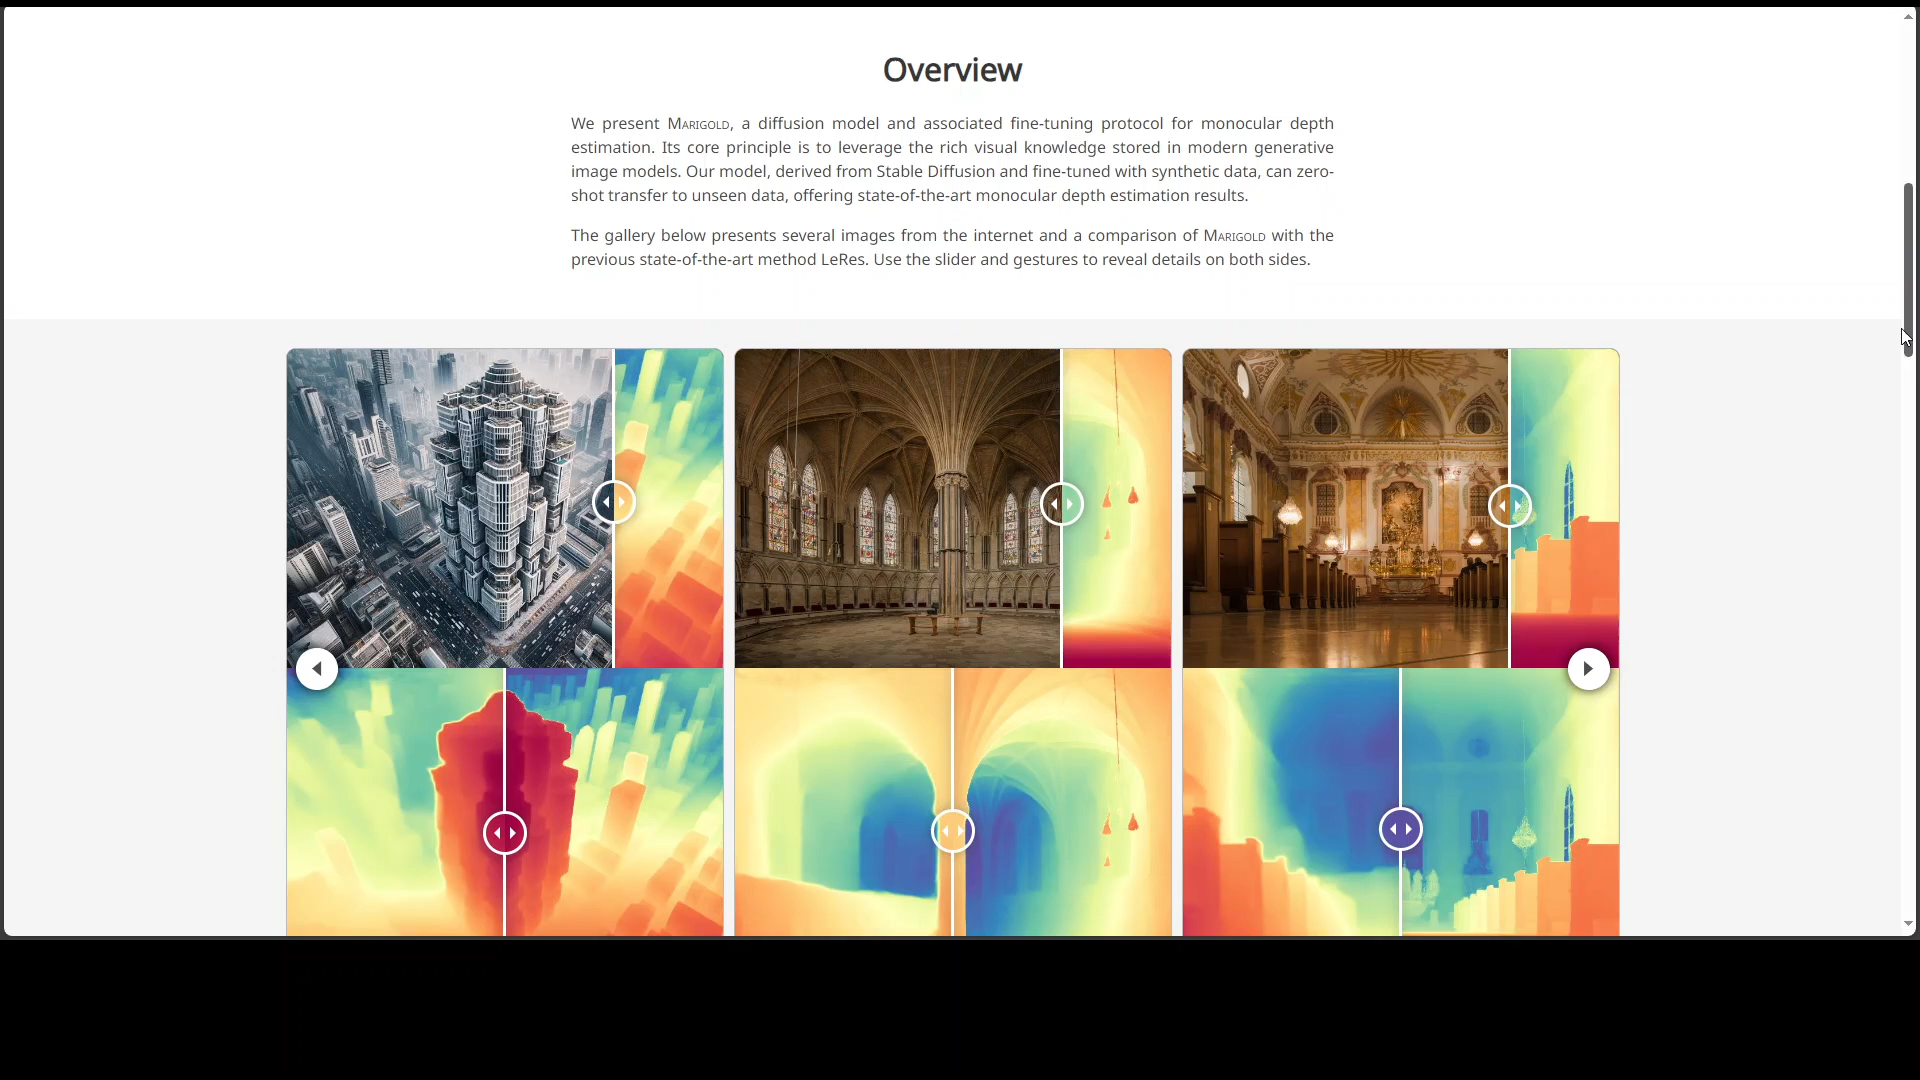 Overview
We present MARIGOLD, a diffusion model and associated fine-tuning protocol for monocular depth
estimation. Its core principle is to leverage the rich visual knowledge stored in modern generative
image models. Our model, derived from Stable Diffusion and fine-tuned with synthetic data, can zero-
shot transfer to unseen data, offering state-of-the-art monocular depth estimation results.
The gallery below presents several images from the internet and a comparison of MARIGOLD with the
previous state-of-the-art method LeRes. Use the slider and gestures to reveal details on both sides.